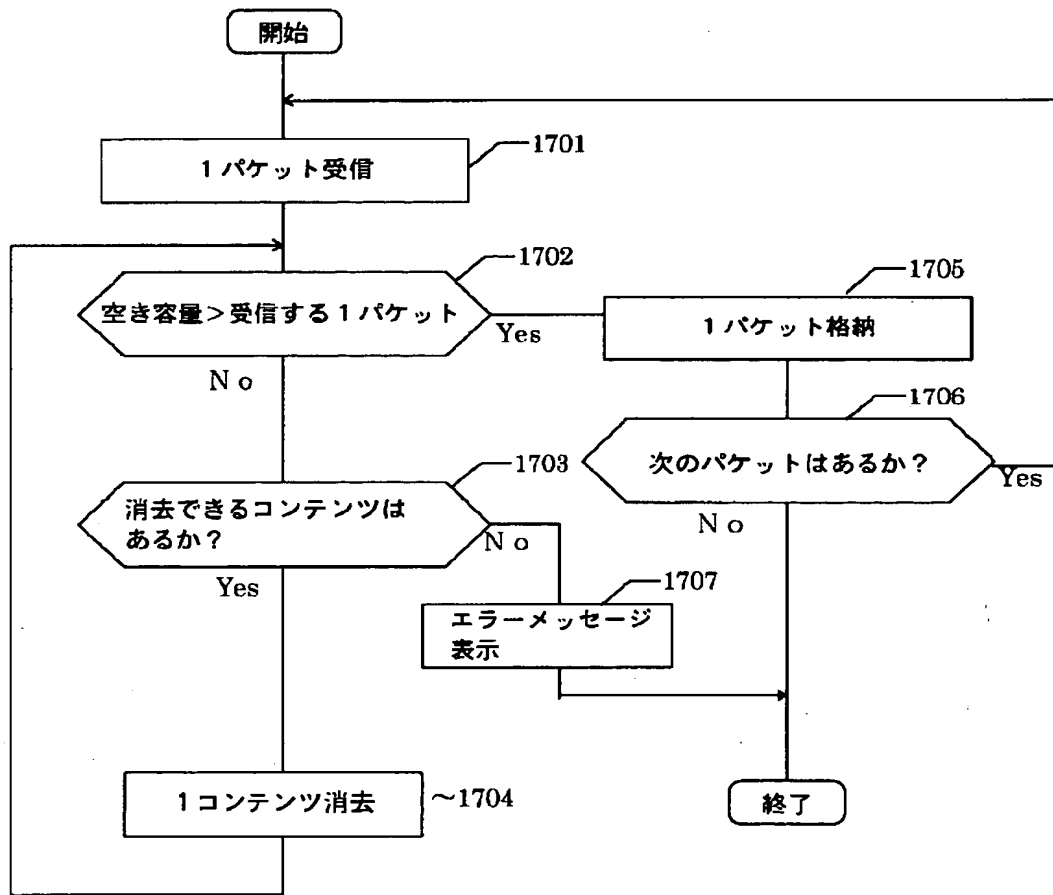 開始
1701
1パケット受信
1702
空き容量>受信する1パケット
Yes
No
1705
1パケット格納
1706
次のパケットはあるか?
Yes
No
1703
消去できるコンテンツは
あるか?
No
Yes
1707
エラーメッセージ
表示
1コンテンツ消去
~1704
終了